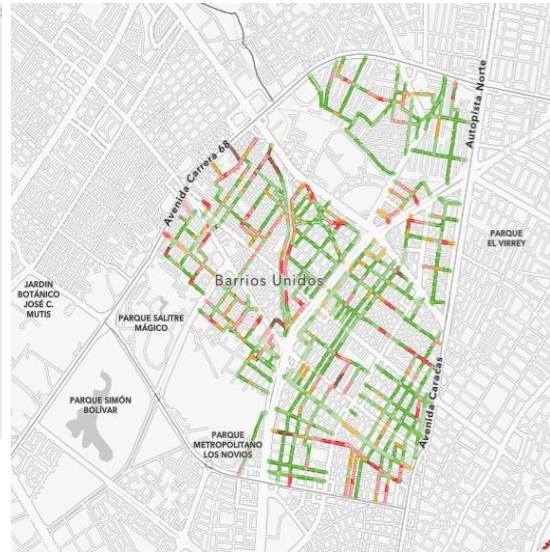 Autopista Norte
Avenida Carrera 68
PARQUE
EL VIRREY
Barrios Unidos
JARDIN
BOTÁNICO
JOSÉ C.
MUTIS
PARQUE SALITRE
MÁGICO
Avenida Caracas
PARQUE SIMÓN
BOLÍVAR
PARQUE
METROPOLITANO
LOS NOVIOS